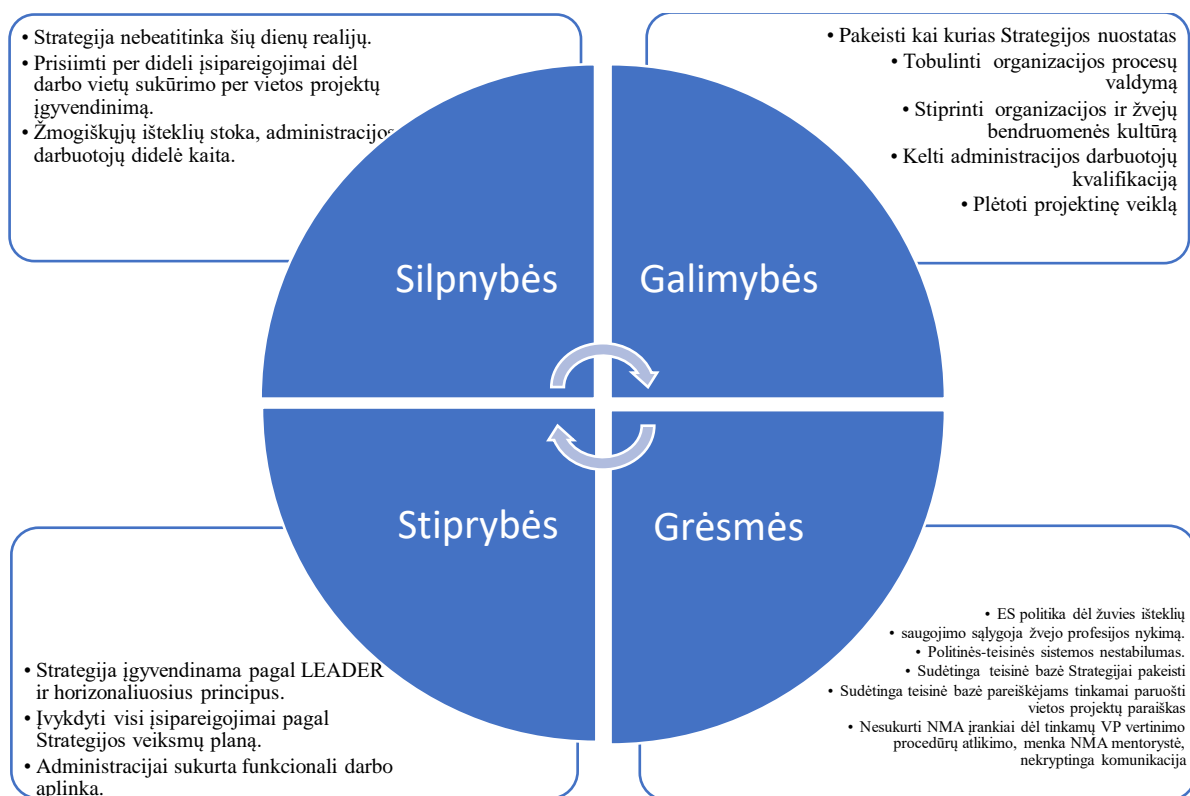 • Strategija nebeatitinka šių dienų realijų.
• Prisiimti per dideli įsipareigojimai dėl
darbo vietų sukūrimo per vietos projektų
įgyvendinimą.
• Žmogiškųjų išteklių stoka, administracijos
darbuotojų didelė kaita.
• Pakeisti kai kurias Strategijos nuostatas
• Tobulinti organizacijos procesų
valdymą
• Stiprinti organizacijos ir žvejų
bendruomenės kultūrą
• Kelti administracijos darbuotojų
kvalifikaciją
• Plėtoti projektinę veiklą
Silpnybės
Galimybės
Stiprybės
Grėsmės
• Strategija įgyvendinama pagal LEADER
ir horizonaliuosius principus.
• Įvykdyti visi įsipareigojimai pagal
Strategijos veiksmų planą.
• Administracijai sukurta funkcionali darbo
aplinka.
• ES politika dėl žuvies išteklių
• saugojimo sąlygoja žvejo profesijos nykimą.
• Politinės-teisinės sistemos nestabilumas.
• Sudėtinga teisinė bazė Strategijai pakeisti
• Sudėtinga teisinė bazė pareiškėjams tinkamai paruošti
vietos projektų paraiškas
• Nesukurti NMA įrankiai dėl tinkamų VP vertinimo
procedūrų atlikimo, menka NMA mentorystė,
nekryptinga komunikacija